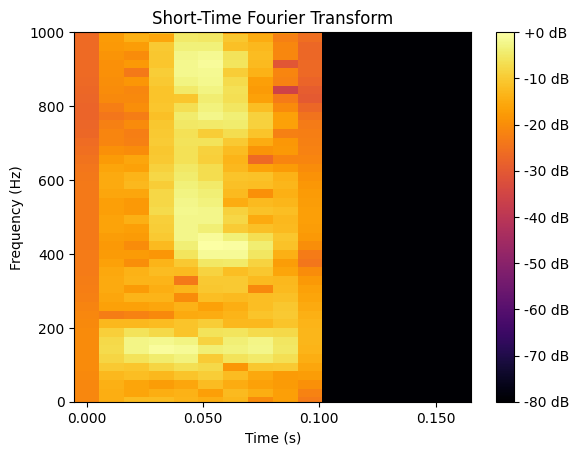 Short-Time Fourier Transform
1000
800
600
400
200
0
Frequency (Hz)
0.000
0.050
0.100
0.150
Time (s)
+0 dB
-10 dB
-20 dB
-30 dB
+40 dB
-50 dB
-60 dB
-70 dB
-80 dB